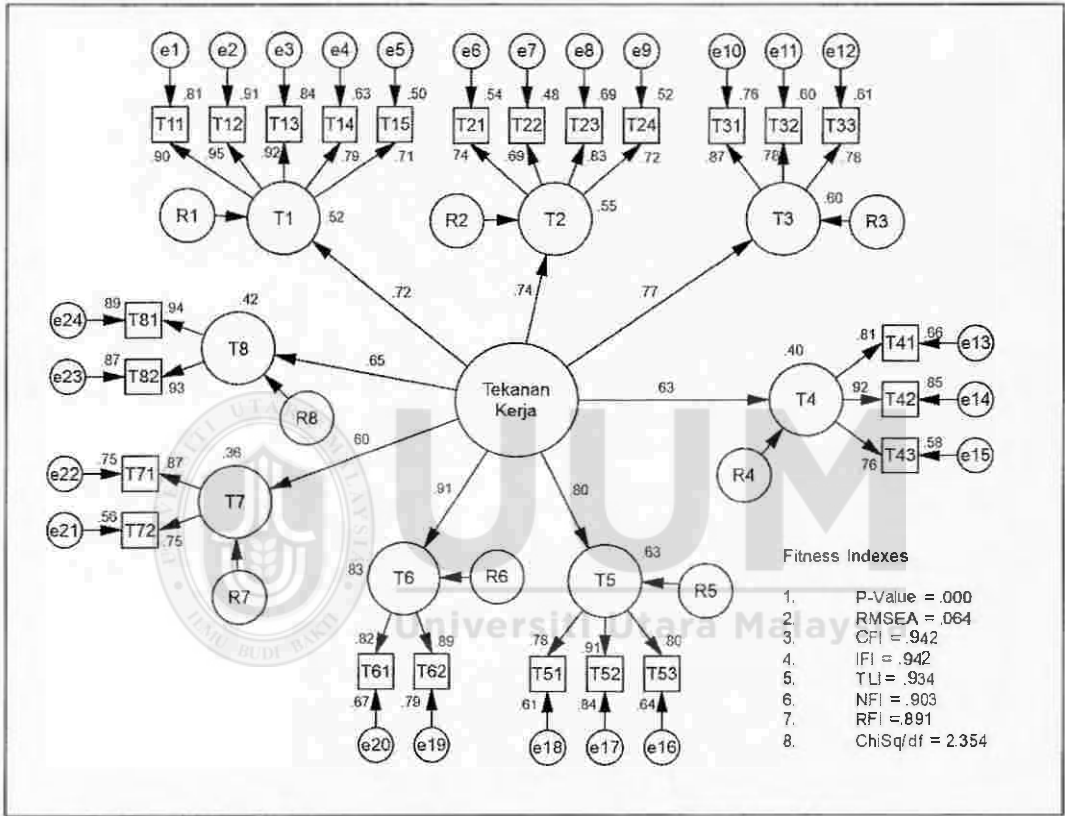 e1 e2 e3 e4 e5 e6 e7 e8 e9 e10 e11 e12
.81 .91 .84 .63 .50 .54 .48 .69 .52 .76 .60 .61
T11 T12 T13 T14 T15 T21 T22 T23 T24 T31 T32 T33
.90 .95 .92 .79 .71 74 .69 .83 .72 .87 .78 .78
R1 T1 .52 R2 T2 .55 T3 .60 R3
.72 .74 .77
e24 .89 T81 .94 .42
T8
e23 .87 T82 .93
R8
.65
Tekanan
Kerja
63
.40
T4
.81 T41 .66 e13
92 T42 .85 e14
76 T43 .58 e15
R4
60
e22 .75 T71 .87 .36
T7
e21 .56 T72 .75
R7
.91 80
83 T6 R6
T5 63 R5
.82 .89
T61 T62
.67 .79
e20 e19
.78 .91 .80
T51 T52 T53
.61 .84 .64
e18 e17 e16
Fitness Indexes
1. P-Value = .000
2. RMSEA = .064
3. CFI = .942
4. IFI = .942
5. TLI = .934
6. NFI = .903
7. RFI = .891
8. ChiSq/df = 2.354
UUM
Universiti Utara Malaysia
UNIVERSITI UTARA MALAYSIA
ILMU BUDI BAKTI